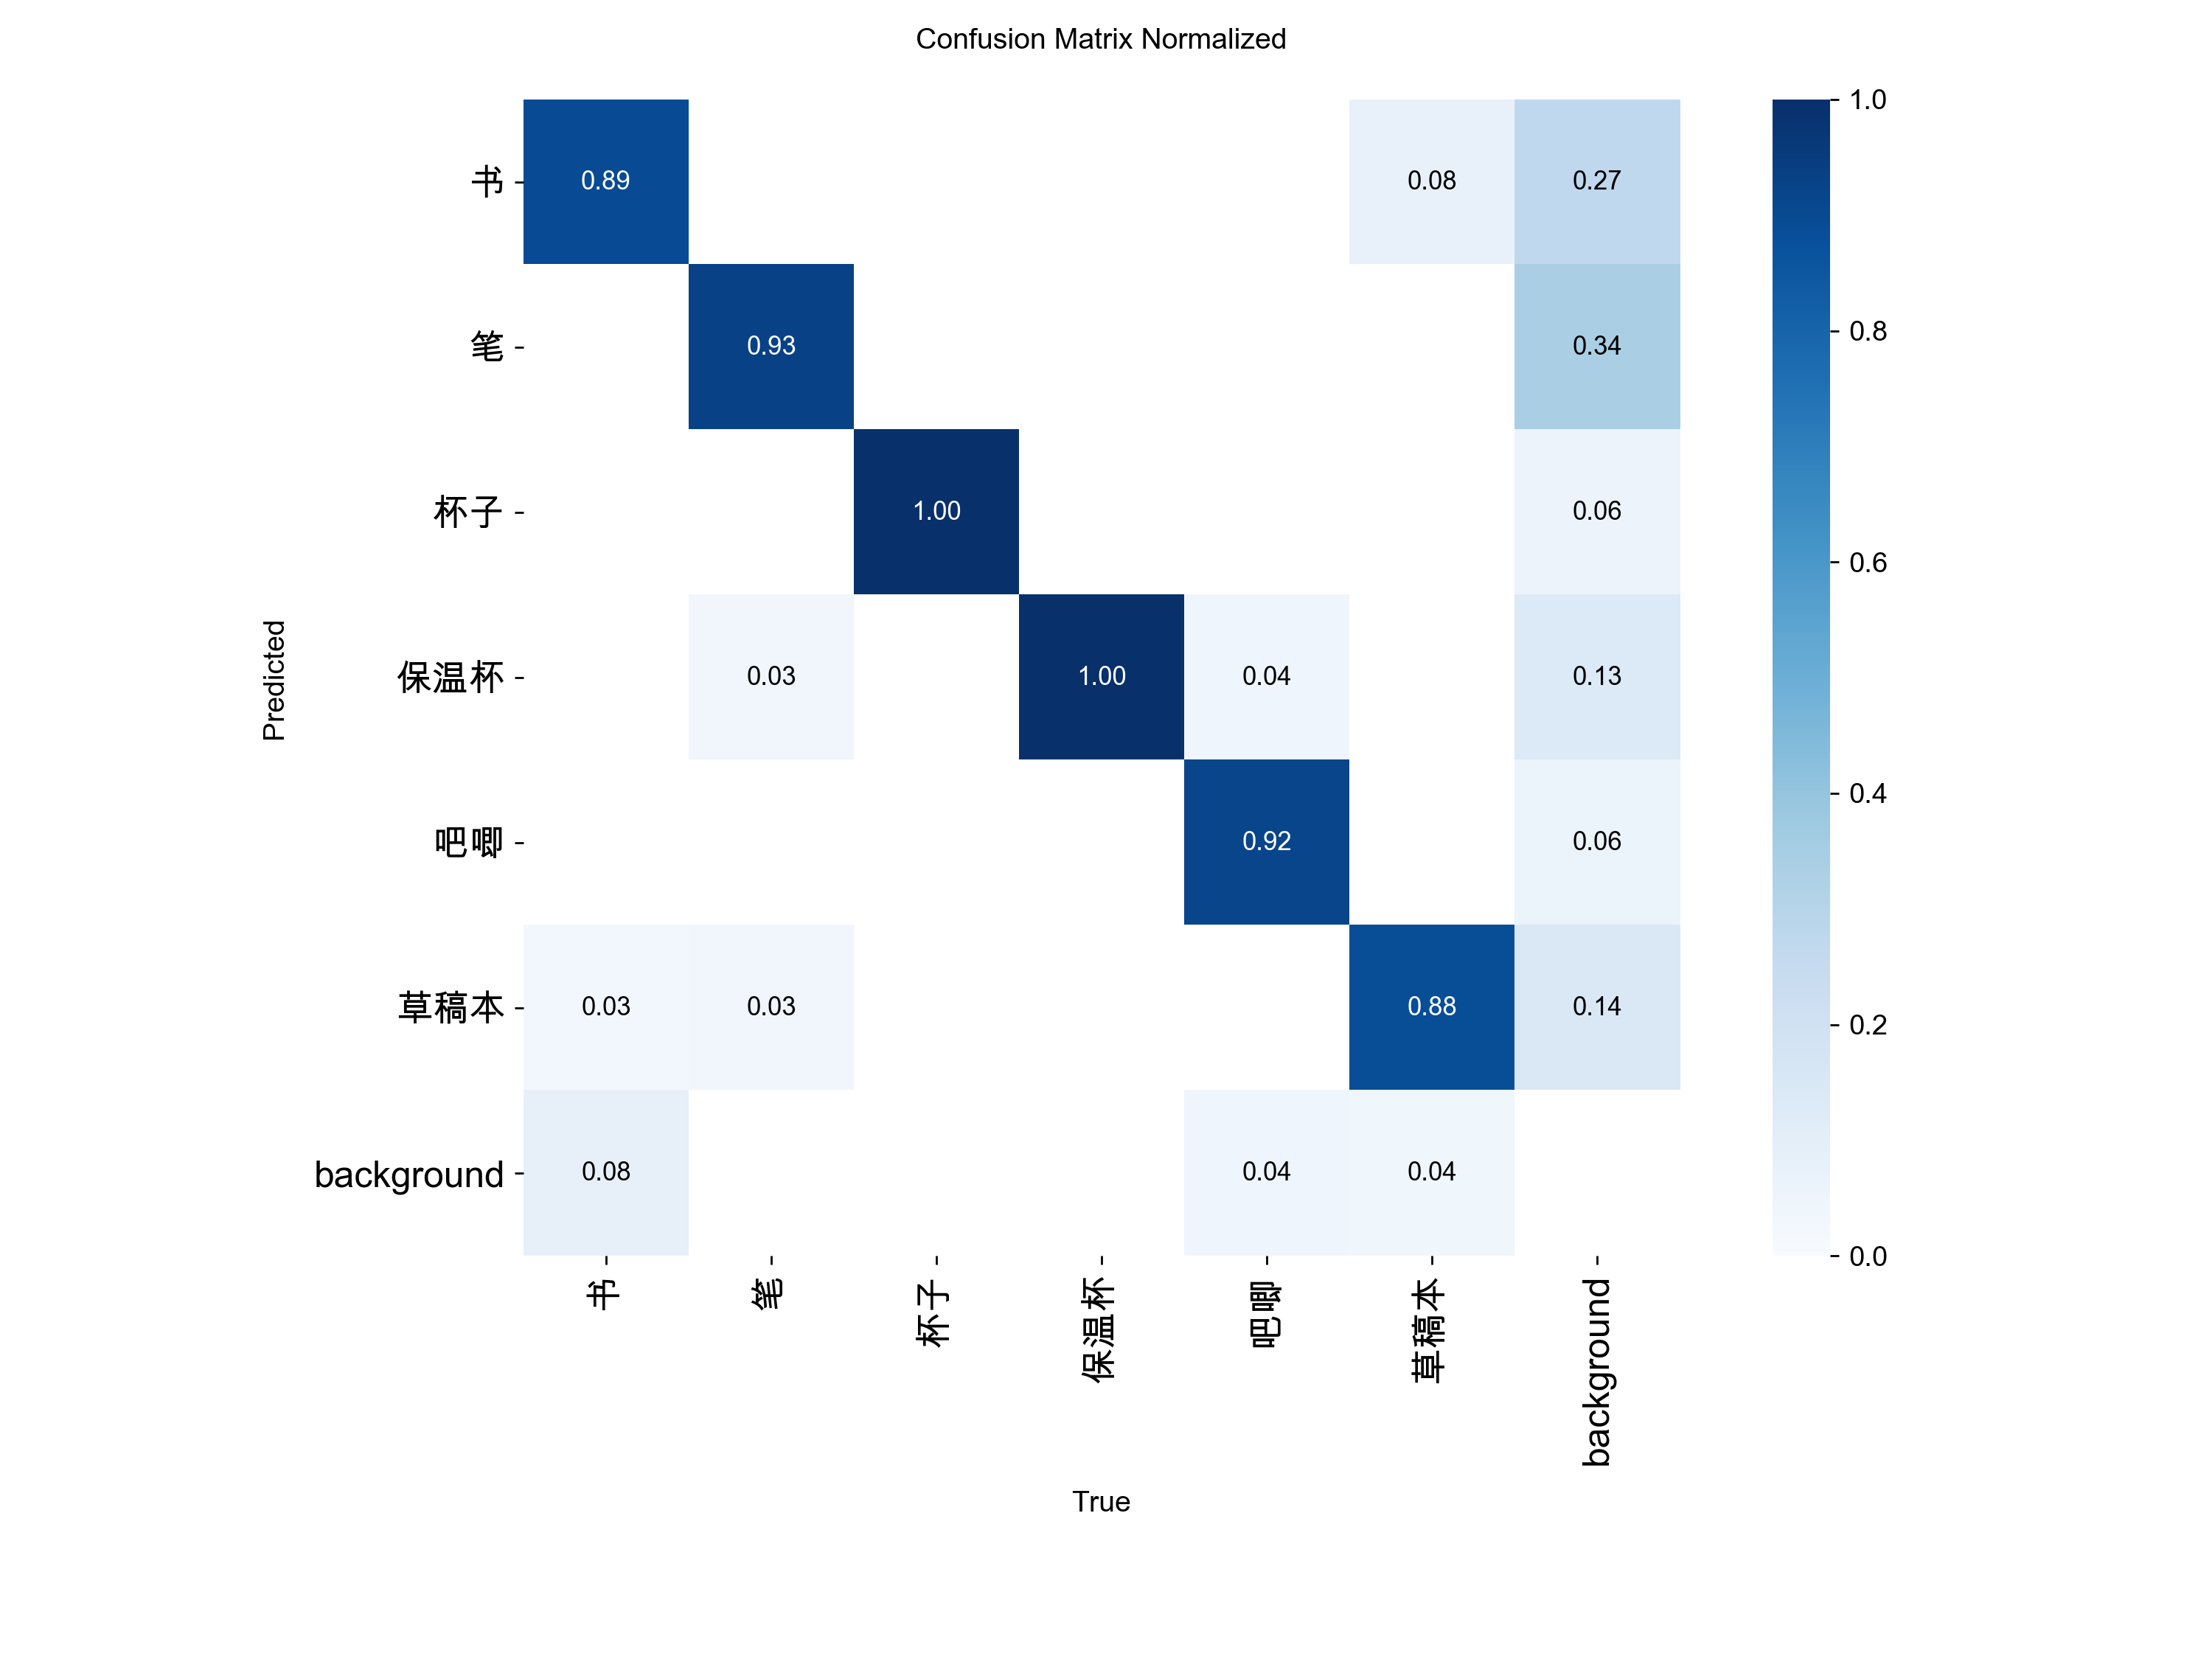 Confusion Matrix Normalized
书 0.89 0.08 0.27
笔 0.93 0.34
杯子 1.00 0.06
保温杯 0.03 1.00 0.04 0.13
吧唧 0.92 0.06
草稿本 0.03 0.03 0.88 0.14
background 0.08 0.04 0.04
书 笔 杯子 保温杯 吧唧 草稿本 background
True
Predicted
1.0
0.8
0.6
0.4
0.2
0.0